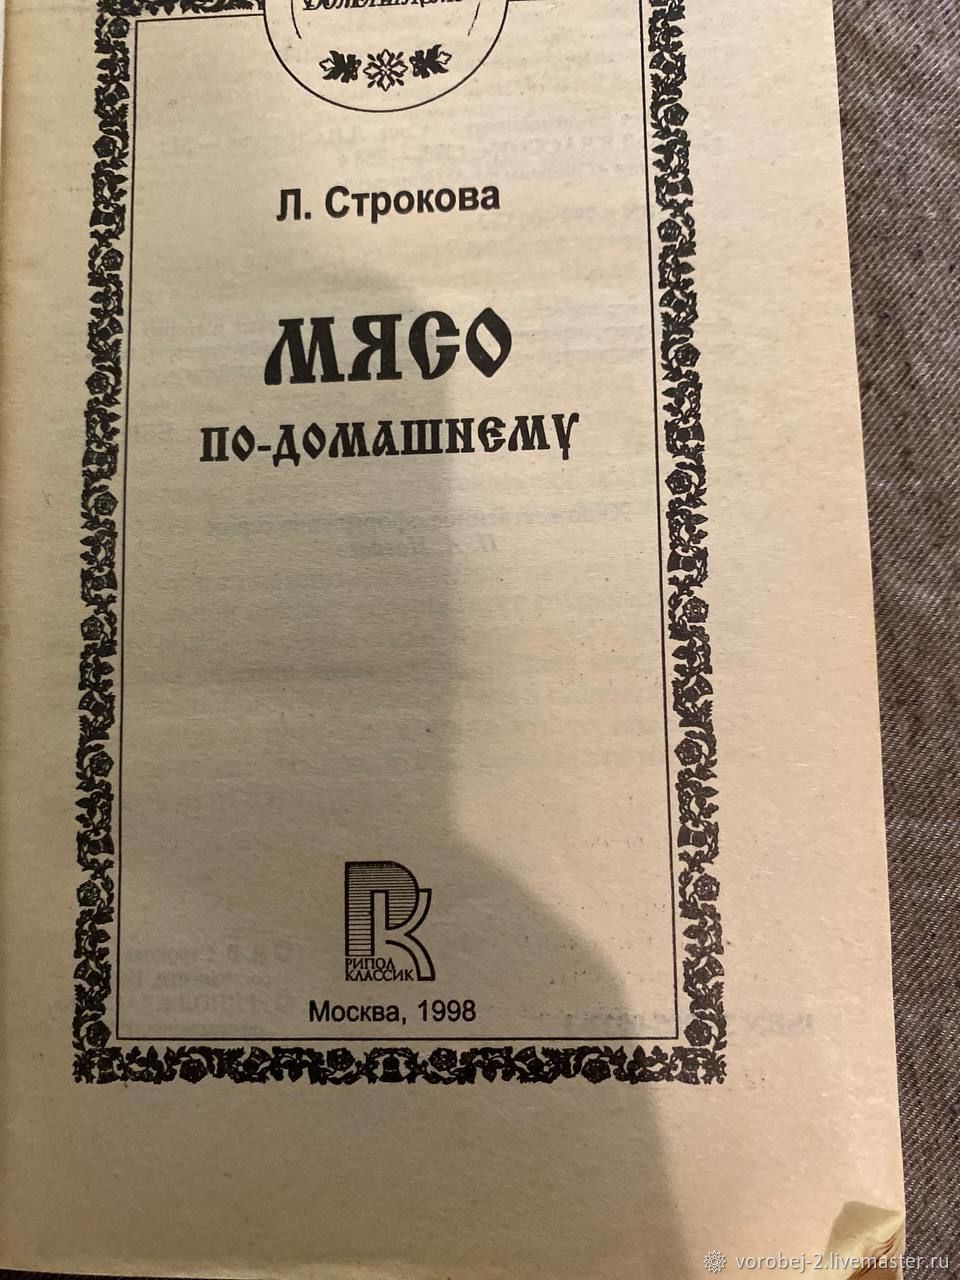 Л. Строкова
МЯСО
ПО-ДОМАШНЕМУ
РИПОЛ
КЛАССИК
Москва, 1998
vorobej-2.livemaster.ru